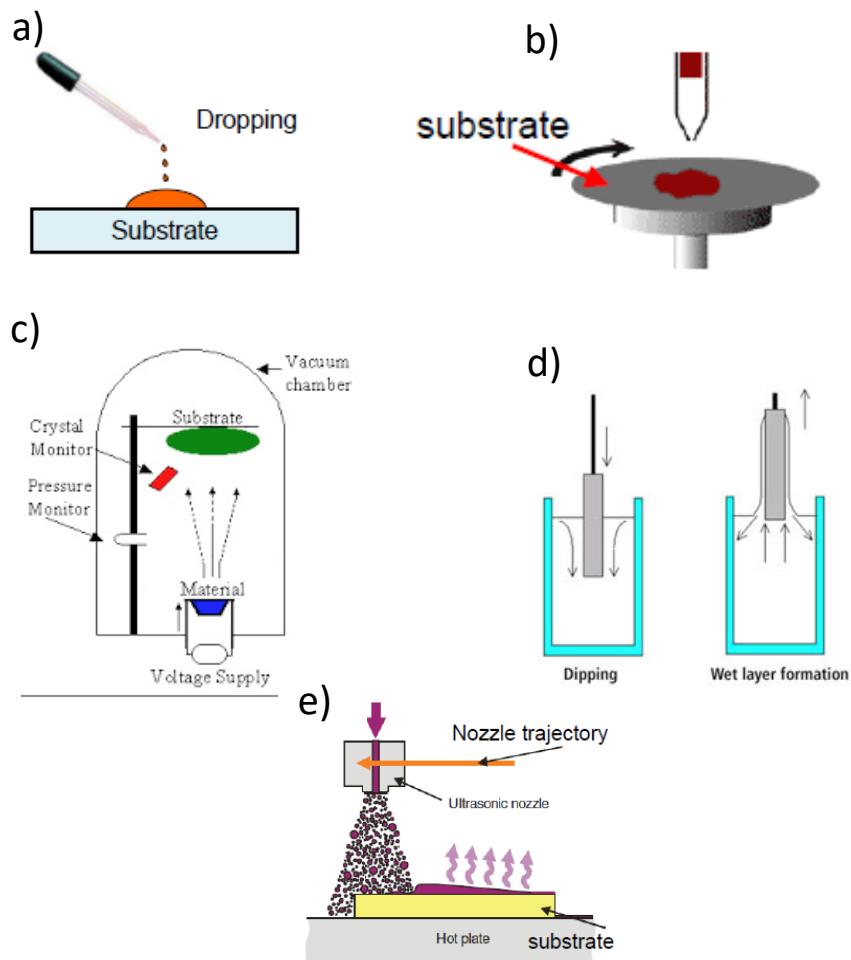 a)
Dropping
Substrate
b)
substrate
c)
Vacuum
chamber
Substrate
Crystal
Monitor
Pressure
Monitor
Material
Voltage Supply
d)
Dipping
Wet layer formation
e)
Nozzle trajectory
Ultrasonic nozzle
Hot plate
substrate